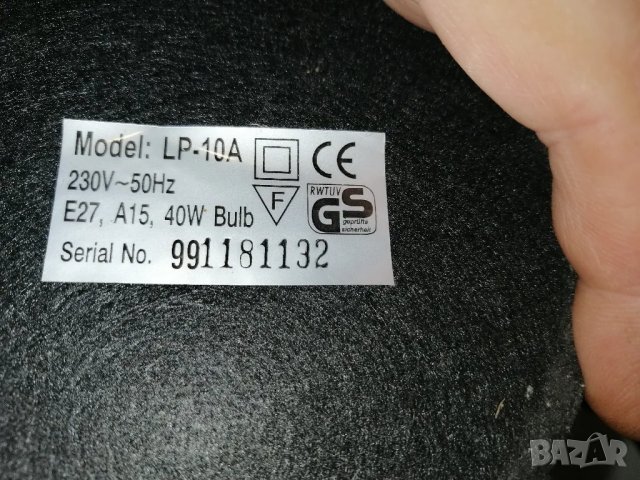 Model: LP-10A
CE
230V~50Hz
F
RWTÜV
GS
geprüfte
sicherheit
E27, A15, 40W Bulb
Serial No. 991181132
BAZAR